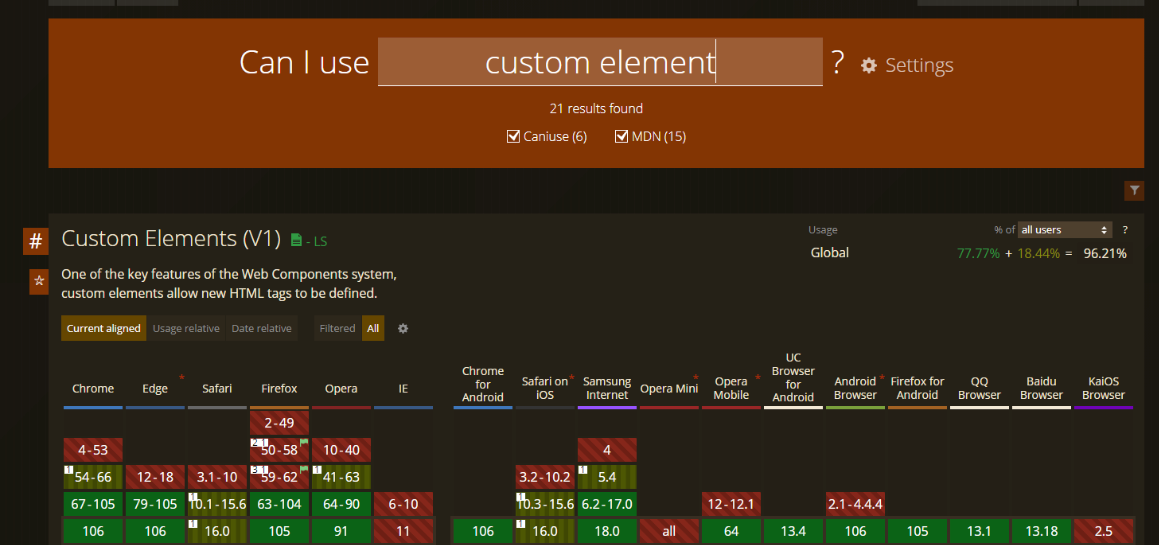 Can I use custom element ? Settings
21 results found
Caniuse (6) MDN (15)
# Custom Elements (V1) - LS
Usage % of all users ?
Global 77.77% + 18.44% = 96.21%
One of the key features of the Web Components system,
custom elements allow new HTML tags to be defined.
Current aligned Usage relative Date relative Filtered All
Chrome Edge * Safari Firefox Opera IE Chrome for Android Safari on iOS * Samsung Internet Opera Mini * Opera Mobile * UC Browser for Android Android Browser * Firefox for Android QQ Browser Baidu Browser KaiOS Browser
2-49
4-53 2 1 50-58 10-40 4
1 54-66 12-18 3.1-10 3 1 59-62 1 41-63 3.2-10.2 1 5.4
67-105 79-105 1 10.1-15.6 63-104 64-90 6-10 1 10.3-15.6 6.2-17.0 12-12.1 2.1-4.4.4
106 106 1 16.0 105 91 11 106 1 16.0 18.0 all 64 13.4 106 105 13.1 13.18 2.5